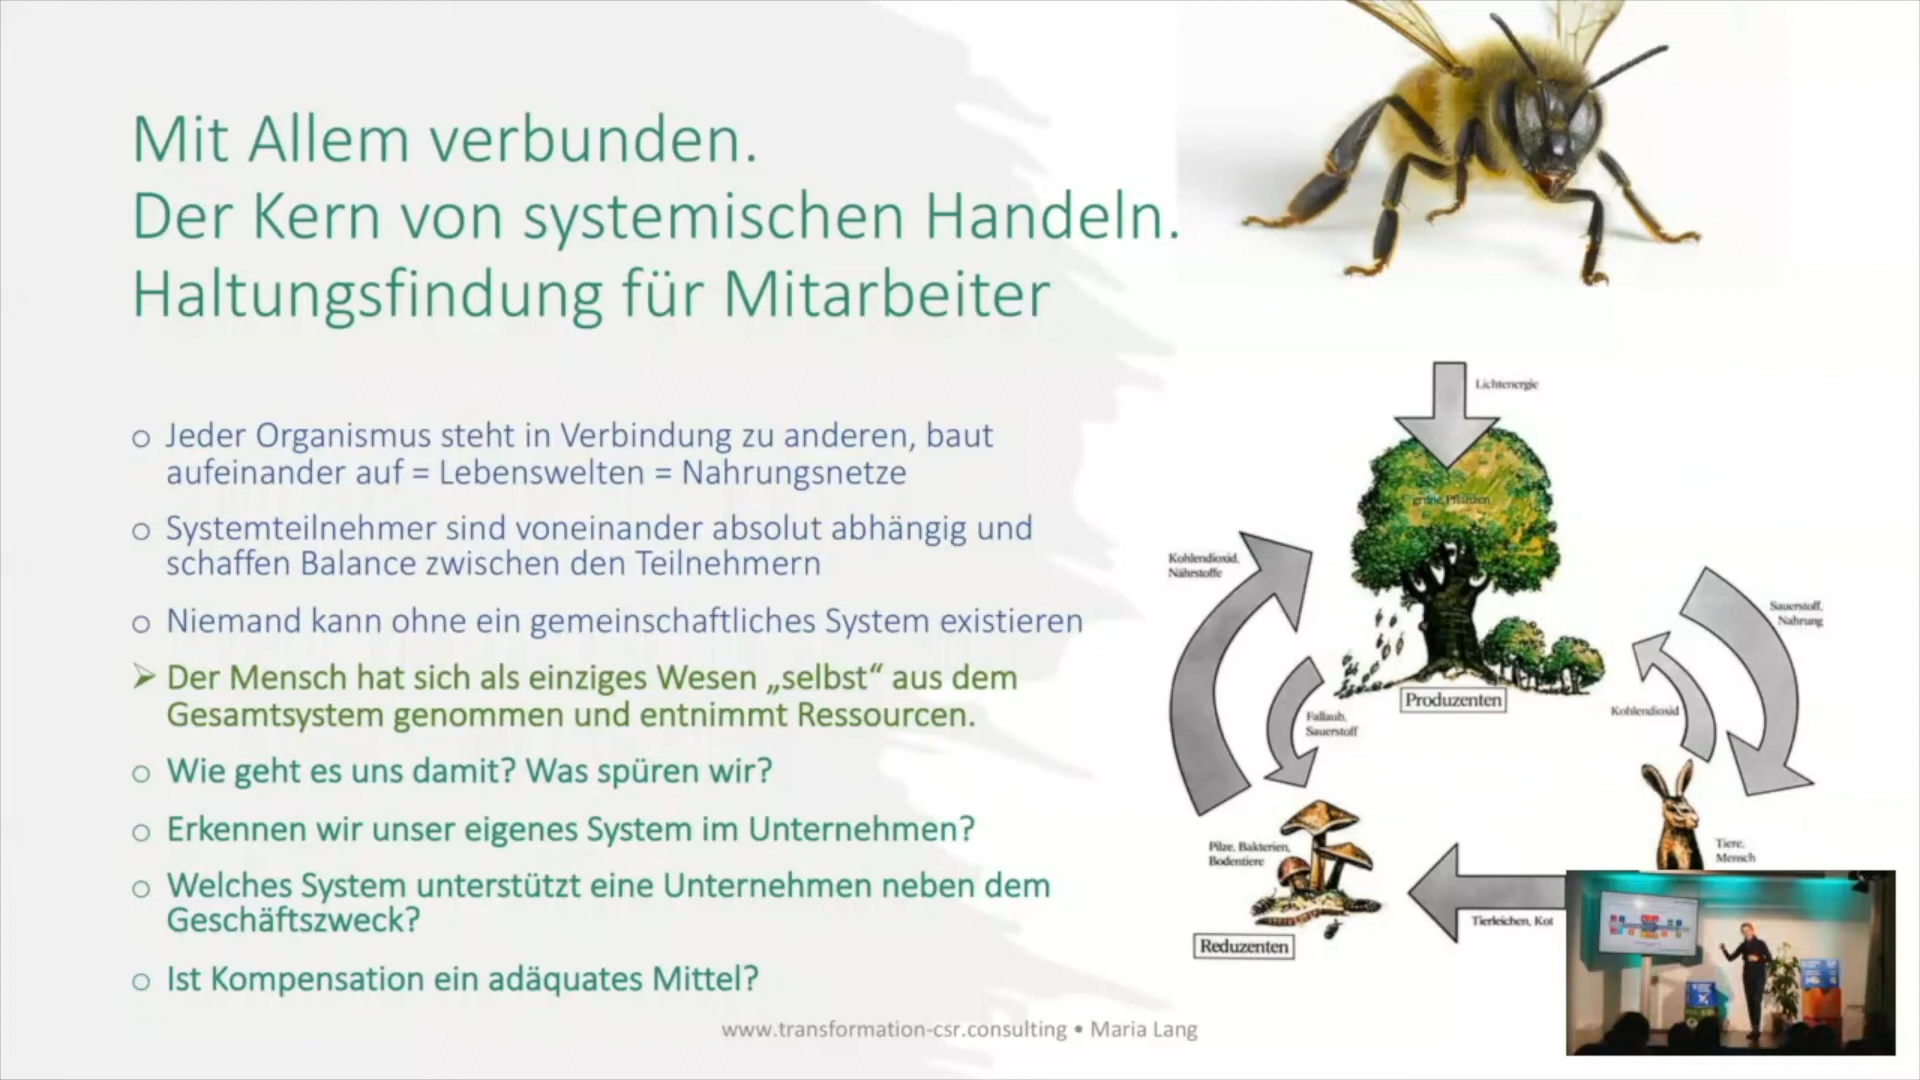 Mit Allem verbunden.
Der Kern von systemischen Handeln.
Haltungsfindung für Mitarbeiter
o Jeder Organismus steht in Verbindung zu anderen, baut
aufeinander auf = Lebenswelten = Nahrungsnetze
o Systemteilnehmer sind voneinander absolut abhängig und
schaffen Balance zwischen den Teilnehmern
o Niemand kann ohne ein gemeinschaftliches System existieren
➢ Der Mensch hat sich als einziges Wesen „selbst“ aus dem
Gesamtsystem genommen und entnimmt Ressourcen.
o Wie geht es uns damit? Was spüren wir?
o Erkennen wir unser eigenes System im Unternehmen?
o Welches System unterstützt eine Unternehmen neben dem
Geschäftszweck?
o Ist Kompensation ein adäquates Mittel?
Lichtenergie
grüne Pflanzen
Kohlendioxid,
Nährstoffe
Sauerstoff,
Nahrung
Produzenten
Fallaub,
Sauerstoff
Kohlendioxid
Pilze, Bakterien,
Bodentiere
Tiere,
Mensch
Tierleichen, Kot
Reduzenten
www.transformation-csr.consulting • Maria Lang